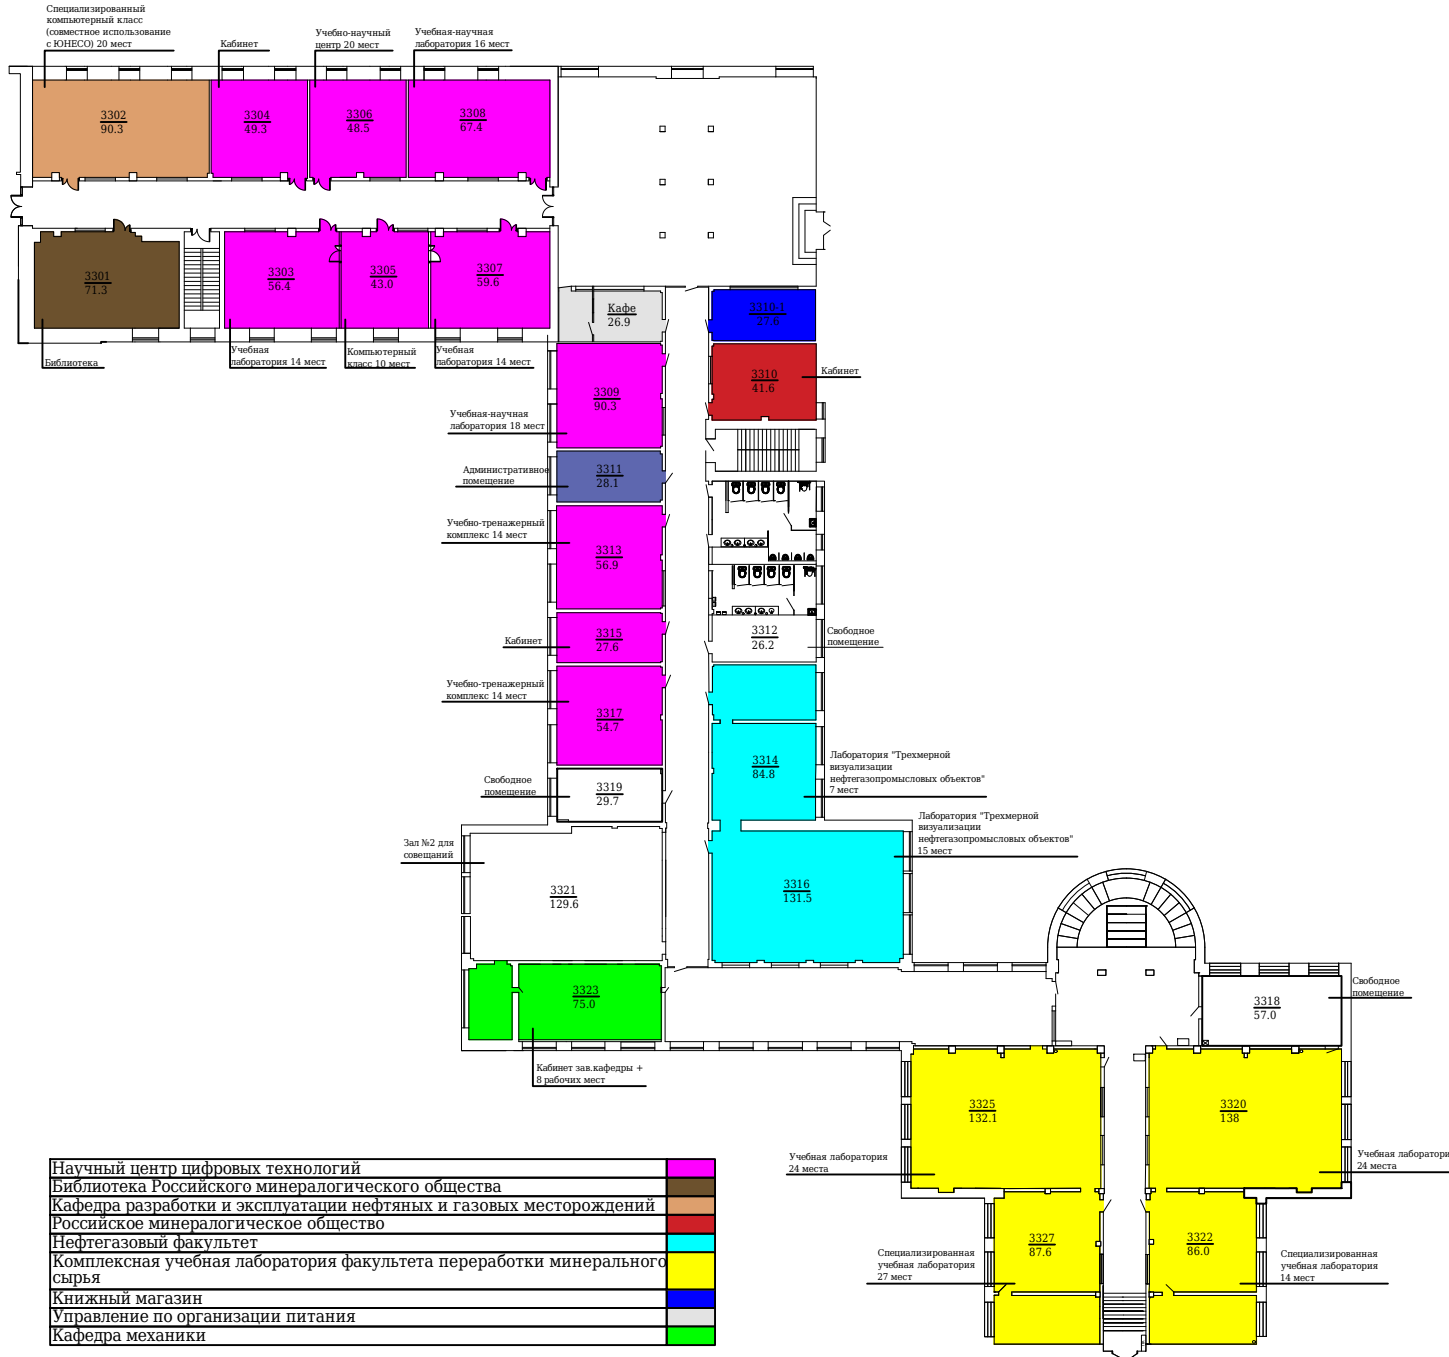 Специализированный
компьютерный класс
(совместное использование
с ЮНЕСО) 20 мест
Кабинет
Учебно-научный
центр 20 мест
Учебная-научная
лаборатория 16 мест
3302
90.3
3304
49.3
3306
48.5
3308
67.4
3301
71.3
3303
56.4
3305
43.0
3307
59.6
Библиотека
Учебная
лаборатория 14 мест
Компьютерный
класс 10 мест
Учебная
лаборатория 14 мест
Кафе
26.9
3310-1
27.6
3309
90.3
3310
41.6
Кабинет
Учебная-научная
лаборатория 18 мест
Административное
помещение
3311
28.1
Учебно-тренажерный
комплекс 14 мест
3313
56.9
Кабинет
3315
27.6
3312
26.2
Свободное
помещение
Учебно-тренажерный
комплекс 14 мест
3317
54.7
3314
84.8
Лаборатория "Трехмерной
визуализации
нефтегазопромысловых объектов"
7 мест
Свободное
помещение
3319
29.7
Лаборатория "Трехмерной
визуализации
нефтегазопромысловых объектов"
15 мест
Зал №2 для
совещаний
3321
129.6
3316
131.5
3323
75.0
Кабинет зав.кафедры +
8 рабочих мест
3318
57.0
Свободное
помещение
3325
132.1
3320
138
Учебная лаборатория
24 места
Учебная лаборатори
24 места
3327
87.6
3322
86.0
Специализированная
учебная лаборатория
27 мест
Специализированная
учебная лаборатория
14 мест
Научный центр цифровых технологий
Библиотека Российского минералогического общества
Кафедра разработки и эксплуатации нефтяных и газовых месторождений
Российское минералогическое общество
Нефтегазовый факультет
Комплексная учебная лаборатория факультета переработки минерального
сырья
Книжный магазин
Управление по организации питания
Кафедра механики